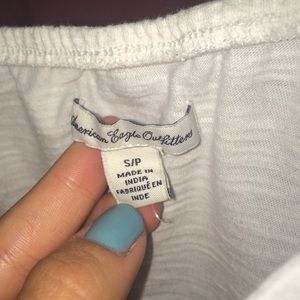 American Eagle Outfitters
S/P
MADE IN
INDIA
FABRIQUÉ EN
INDE